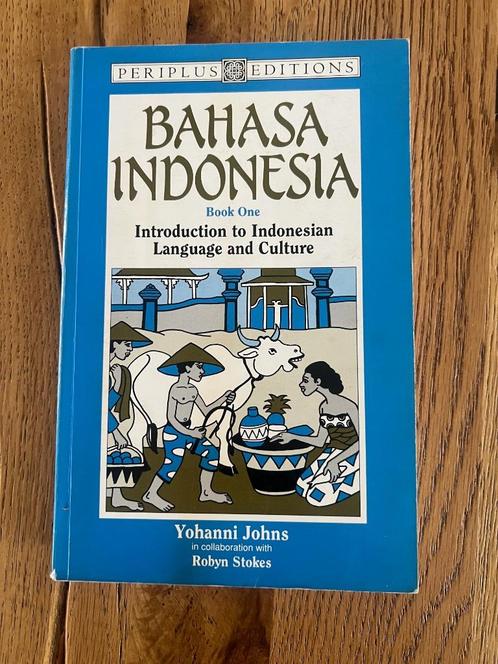 PERIPLUS EDITIONS
BAHASA
INDONESIA
Book One
Introduction to Indonesian
Language and Culture
Yohanni Johns
in collaboration with
Robyn Stokes